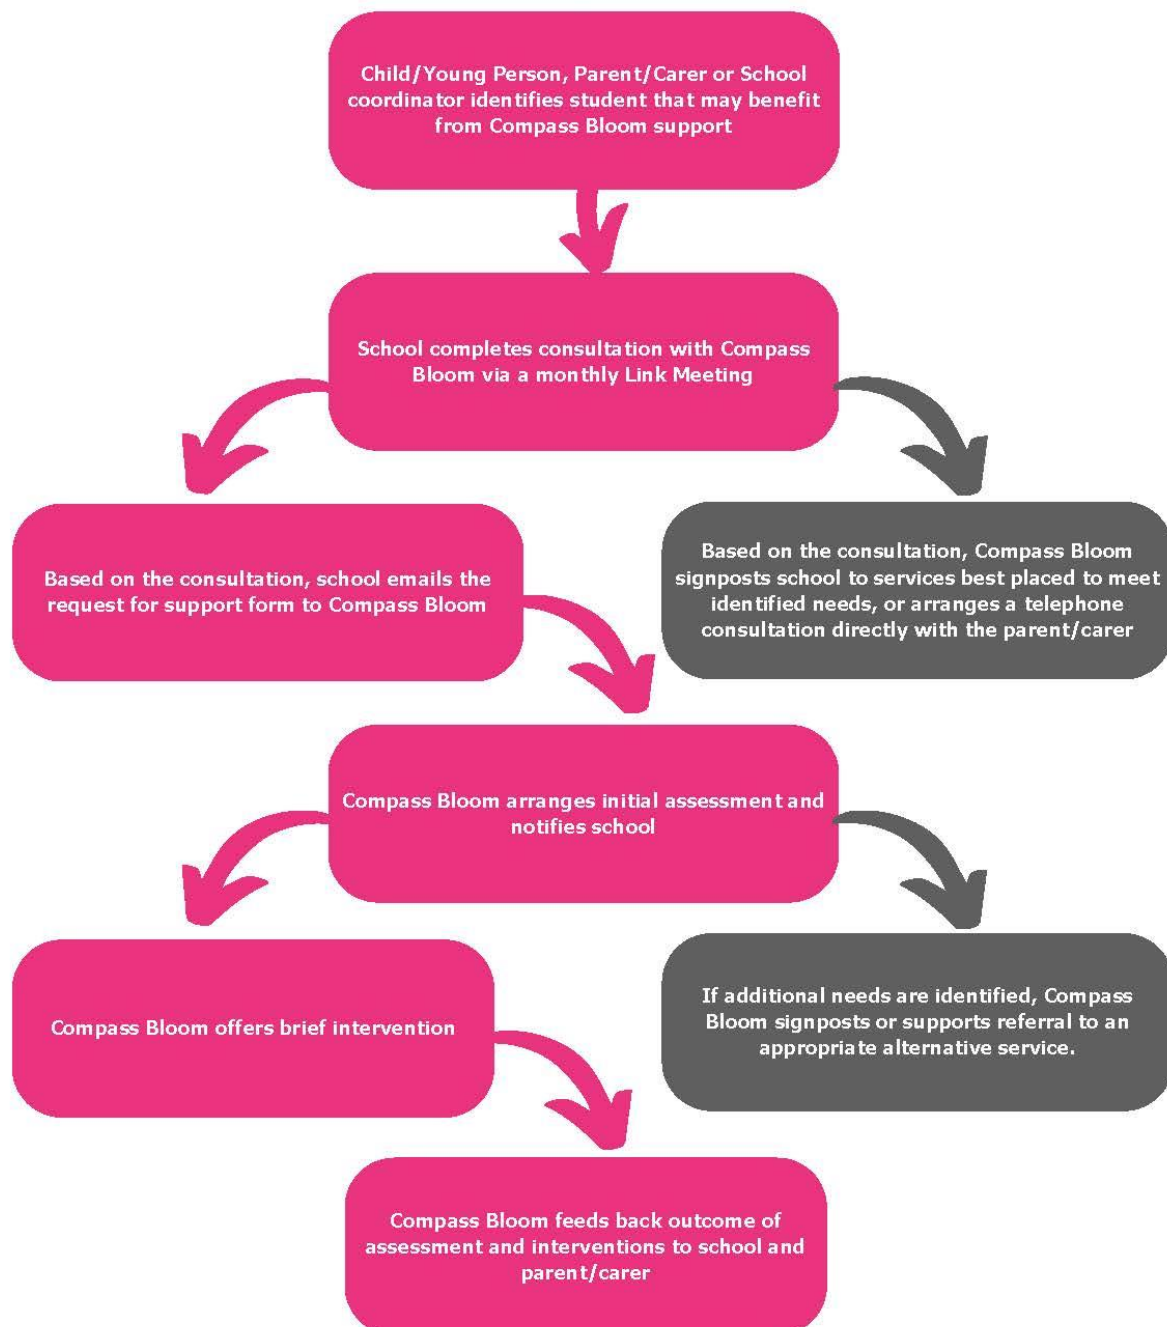 Child/Young Person, Parent/Carer or School
coordinator identifies student that may benefit
from Compass Bloom support
School completes consultation with Compass
Bloom via a monthly Link Meeting
Based on the consultation, school emails the
request for support form to Compass Bloom
Based on the consultation, Compass Bloom
signposts school to services best placed to meet
identified needs, or arranges a telephone
consultation directly with the parent/carer
Compass Bloom arranges initial assessment and
notifies school
Compass Bloom offers brief intervention
If additional needs are identified, Compass
Bloom signposts or supports referral to an
appropriate alternative service.
Compass Bloom feeds back outcome of
assessment and interventions to school and
parent/carer